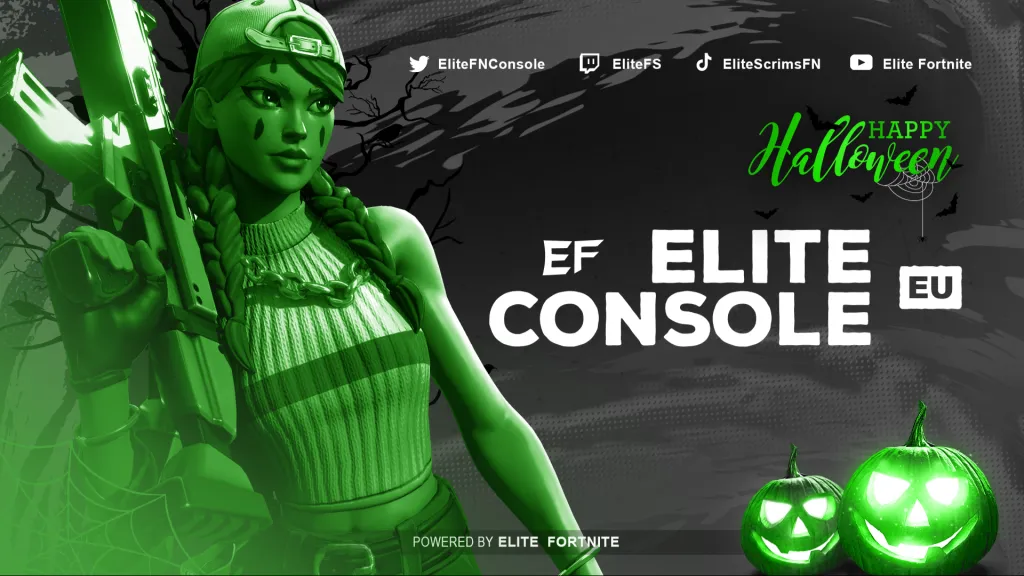 EliteFNConsole EliteFS EliteScrimsFN Elite Fortnite
HAPPY
Halloween
EF ELITE
CONSOLE EU
POWERED BY ELITE FORTNITE